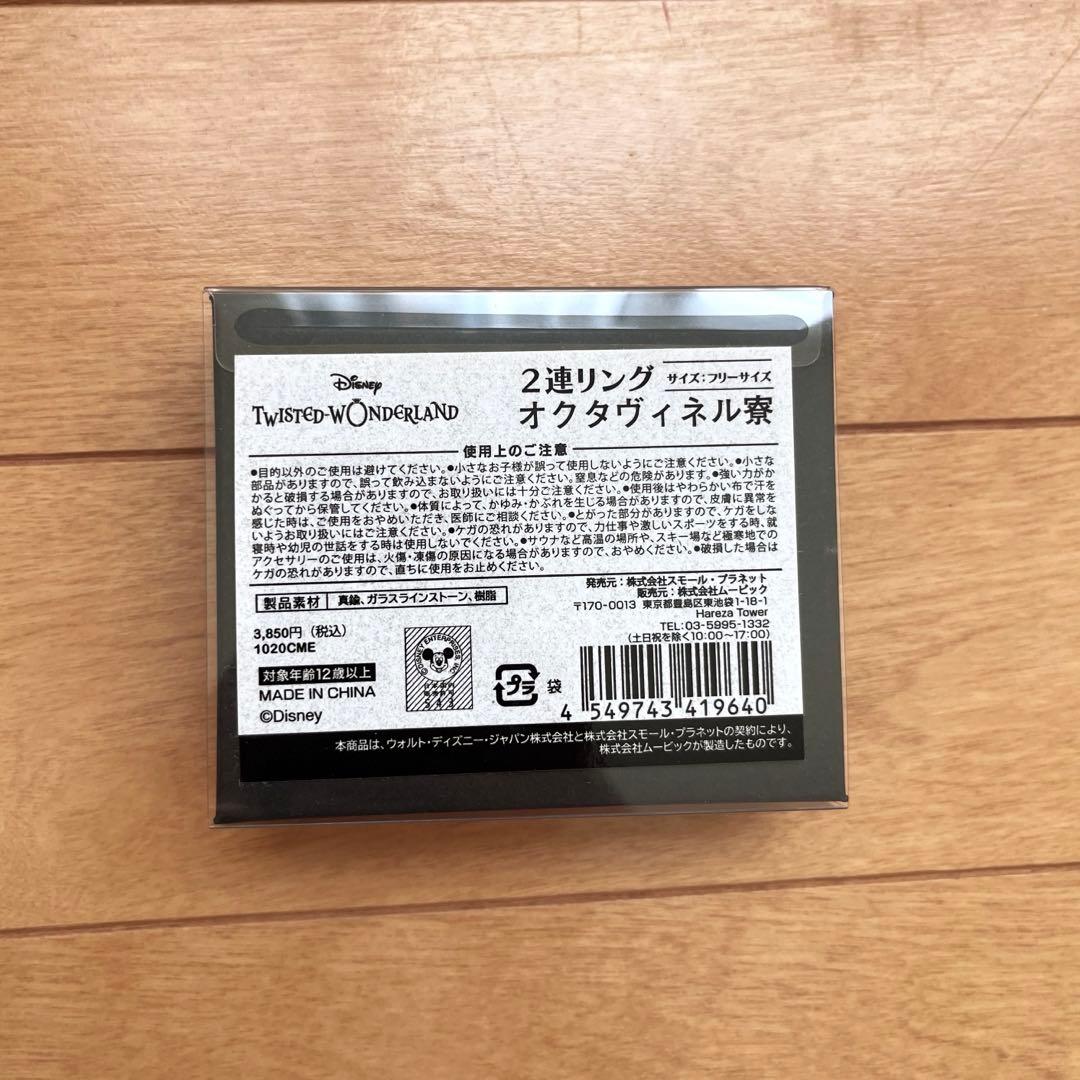 Disney
TWISTED-WONDERLAND
2連リング サイズ:フリーサイズ
オクタヴィネル寮
使用上のご注意
●目的以外のご使用は避けてください。●小さなお子様が誤って使用しないようにご注意ください。●小さな
部品がありますので、誤って飲み込まないようにご注意ください。窒息などの危険があります。●強い力がか
かると破損する場合がありますので、お取り扱いには十分ご注意ください。●使用後はやわらかい布で汗を
ぬぐってから保管してください。●体質によって、かゆみ・かぶれを生じる場合がありますので、皮膚に異常を
感じた時は、ご使用をおやめいただき、医師にご相談ください。●とがった部分がありますので、ケガをしな
いようお取り扱いにはご注意ください。●ケガの恐れがありますので、力仕事や激しいスポーツをする時、就
寝時や幼児の世話をする時は使用しないでください。●サウナなど高温の場所や、スキー場など極寒地での
アクセサリーのご使用は、火傷・凍傷の原因になる場合がありますので、おやめください。●破損した場合は
ケガの恐れがありますので、直ちに使用をお止めください。
製品素材 真鍮、ガラスラインストーン、樹脂
発売元:株式会社スモール・プラネット
販売元:株式会社ムービック
〒170-0013 東京都豊島区東池袋1-18-1
Hareza Tower
TEL:03-5995-1332
(土日祝を除く10:00~17:00)
3,850円(税込)
1020CME
対象年齢12歳以上
MADE IN CHINA
©Disney
©DISNEY ENTERPRISES INC.
プラ 袋
4 549743 419640
本商品は、ウォルト・ディズニー・ジャパン株式会社と株式会社スモール・プラネットの契約により、
株式会社ムービックが製造したものです。